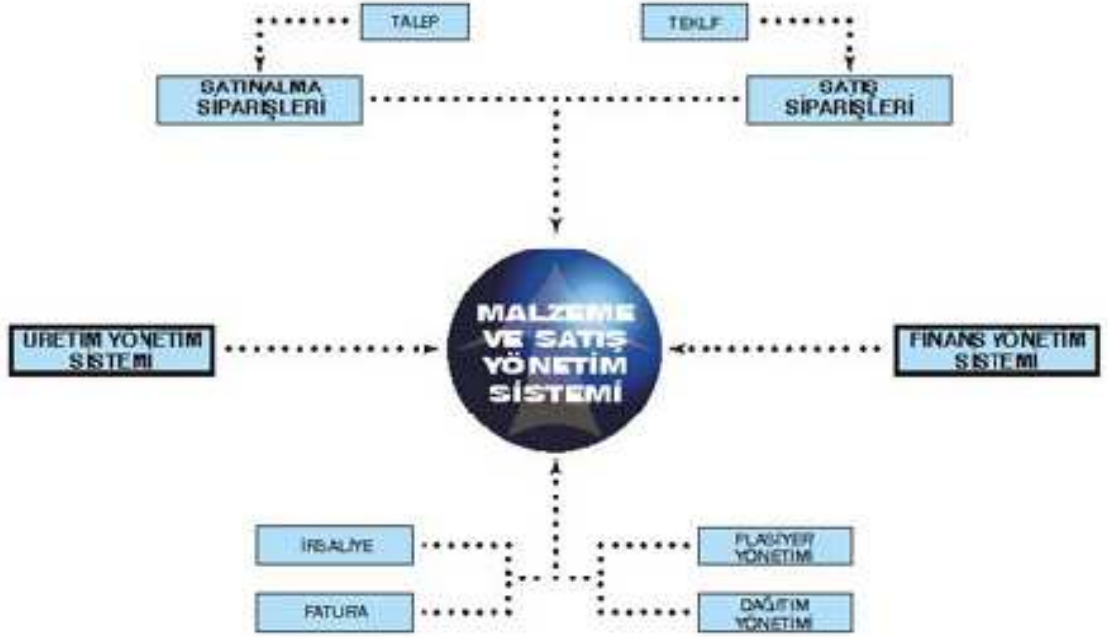 TALEP
TEKLİF
SATINALMA
SİPARİŞLERİ
SATIŞ
SİPARİŞLERİ
MALZEME
VE SATIŞ
YÖNETİM
SİSTEMİ
ÜRETİM YÖNETİM
SİSTEMİ
FİNANS YÖNETİM
SİSTEMİ
İRSALİYE
PLASİYER
YÖNETİMİ
FATURA
DAĞITIM
YÖNETİMİ